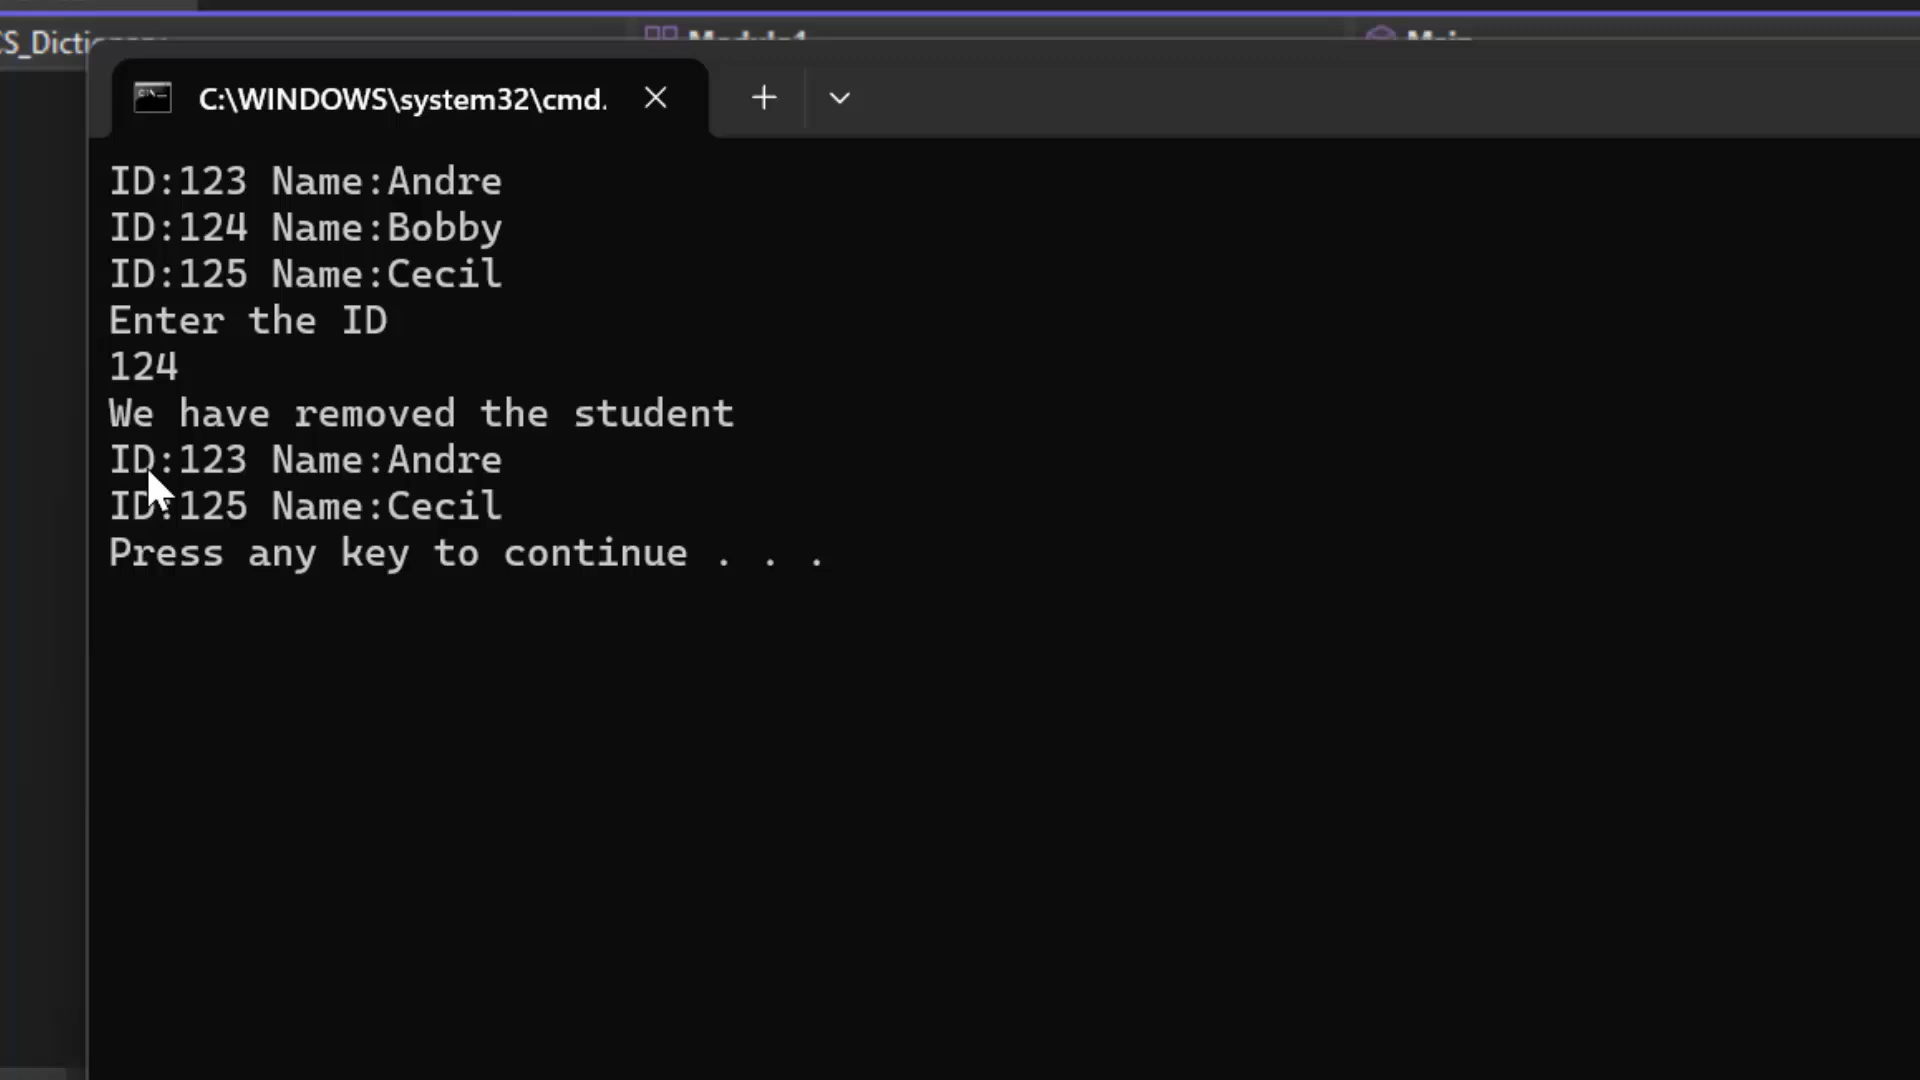 C:\WINDOWS\system32\cmd.
ID:123 Name:Andre
ID:124 Name:Bobby
ID:125 Name:Cecil
Enter the ID
124
We have removed the student
ID:123 Name:Andre
ID:125 Name:Cecil
Press any key to continue . . .